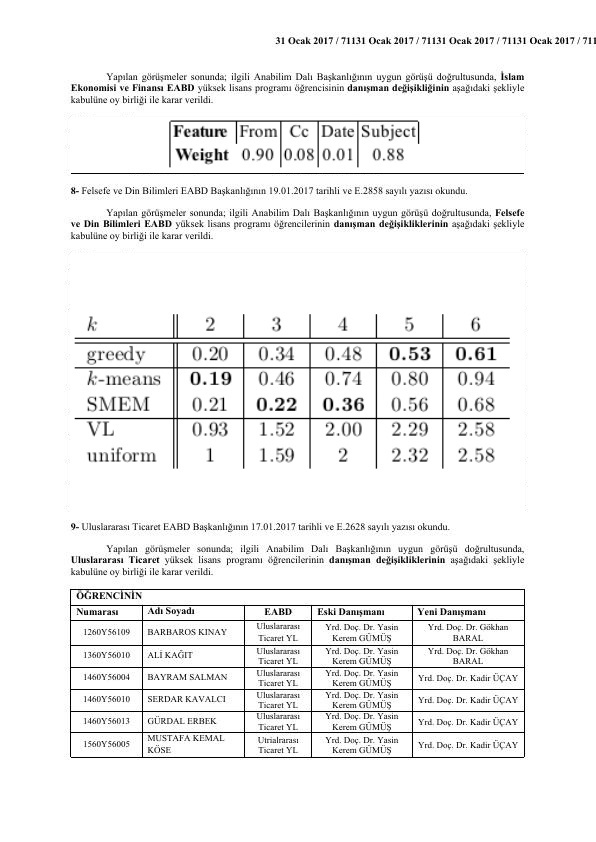 31 Ocak 2017 / 71131 Ocak 2017 / 71131 Ocak 2017 / 71131 Ocak 2017 / 711
Yapılan görüşmeler sonunda; ilgili Anabilim Dalı Başkanlığının uygun görüşü doğrultusunda, İslam
Ekonomisi ve Finansı EABD yüksek lisans programı öğrencisinin danışman değişikliğinin aşağıdaki şekliyle
kabulüne oy birliği ile karar verildi.
Feature From Cc Date Subject
Weight 0.90 0.08 0.01 0.88
8- Felsefe ve Din Bilimleri EABD Başkanlığının 19.01.2017 tarihli ve E.2858 sayılı yazısı okundu.
Yapılan görüşmeler sonunda; ilgili Anabilim Dalı Başkanlığının uygun görüşü doğrultusunda, Felsefe
ve Din Bilimleri EABD yüksek lisans programı öğrencilerinin danışman değişikliklerinin aşağıdaki şekliyle
kabulüne oy birliği ile karar verildi.
k 2 3 4 5 6
greedy 0.20 0.34 0.48 0.53 0.61
k-means 0.19 0.46 0.74 0.80 0.94
SMEM 0.21 0.22 0.36 0.56 0.68
VL 0.93 1.52 2.00 2.29 2.58
uniform 1 1.59 2 2.32 2.58
9- Uluslararası Ticaret EABD Başkanlığının 17.01.2017 tarihli ve E.2628 sayılı yazısı okundu.
Yapılan görüşmeler sonunda; ilgili Anabilim Dalı Başkanlığının uygun görüşü doğrultusunda,
Uluslararası Ticaret yüksek lisans programı öğrencilerinin danışman değişikliklerinin aşağıdaki şekliyle
kabulüne oy birliği ile karar verildi.
ÖĞRENCİNİN
Numarası Adı Soyadı EABD Eski Danışmanı Yeni Danışmanı
1260Y56109 BARBAROS KINAY Uluslararası Ticaret YL Yrd. Doç. Dr. Yasin Kerem GÜMÜŞ Yrd. Doç. Dr. Gökhan BARAL
1360Y56010 ALİ KAĞIT Uluslararası Ticaret YL Yrd. Doç. Dr. Yasin Kerem GÜMÜŞ Yrd. Doç. Dr. Gökhan BARAL
1460Y56004 BAYRAM SALMAN Uluslararası Ticaret YL Yrd. Doç. Dr. Yasin Kerem GÜMÜŞ Yrd. Doç. Dr. Kadir ÜÇAY
1460Y56010 SERDAR KAVALCI Uluslararası Ticaret YL Yrd. Doç. Dr. Yasin Kerem GÜMÜŞ Yrd. Doç. Dr. Kadir ÜÇAY
1460Y56013 GÜRDAL ERBEK Uluslararası Ticaret YL Yrd. Doç. Dr. Yasin Kerem GÜMÜŞ Yrd. Doç. Dr. Kadir ÜÇAY
1560Y56005 MUSTAFA KEMAL KÖSE Utrialrarası Ticaret YL Yrd. Doç. Dr. Yasin Kerem GÜMÜŞ Yrd. Doç. Dr. Kadir ÜÇAY